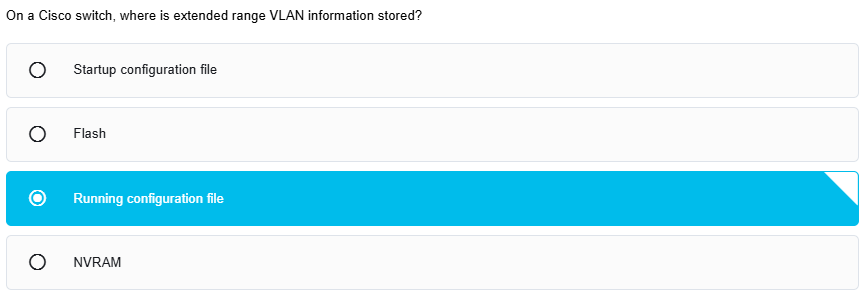 On a Cisco switch, where is extended range VLAN information stored?
Startup configuration file
Flash
Running configuration file
NVRAM